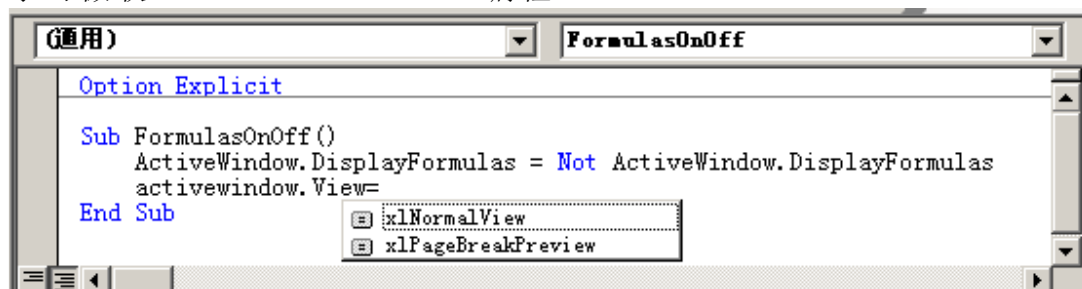 (通用)
FormulasOnOff
Option Explicit
Sub FormulasOnOff()
ActiveWindow.DisplayFormulas = Not ActiveWindow.DisplayFormulas
activewindow.View=
End Sub
xlNormalView
xlPageBreakPreview